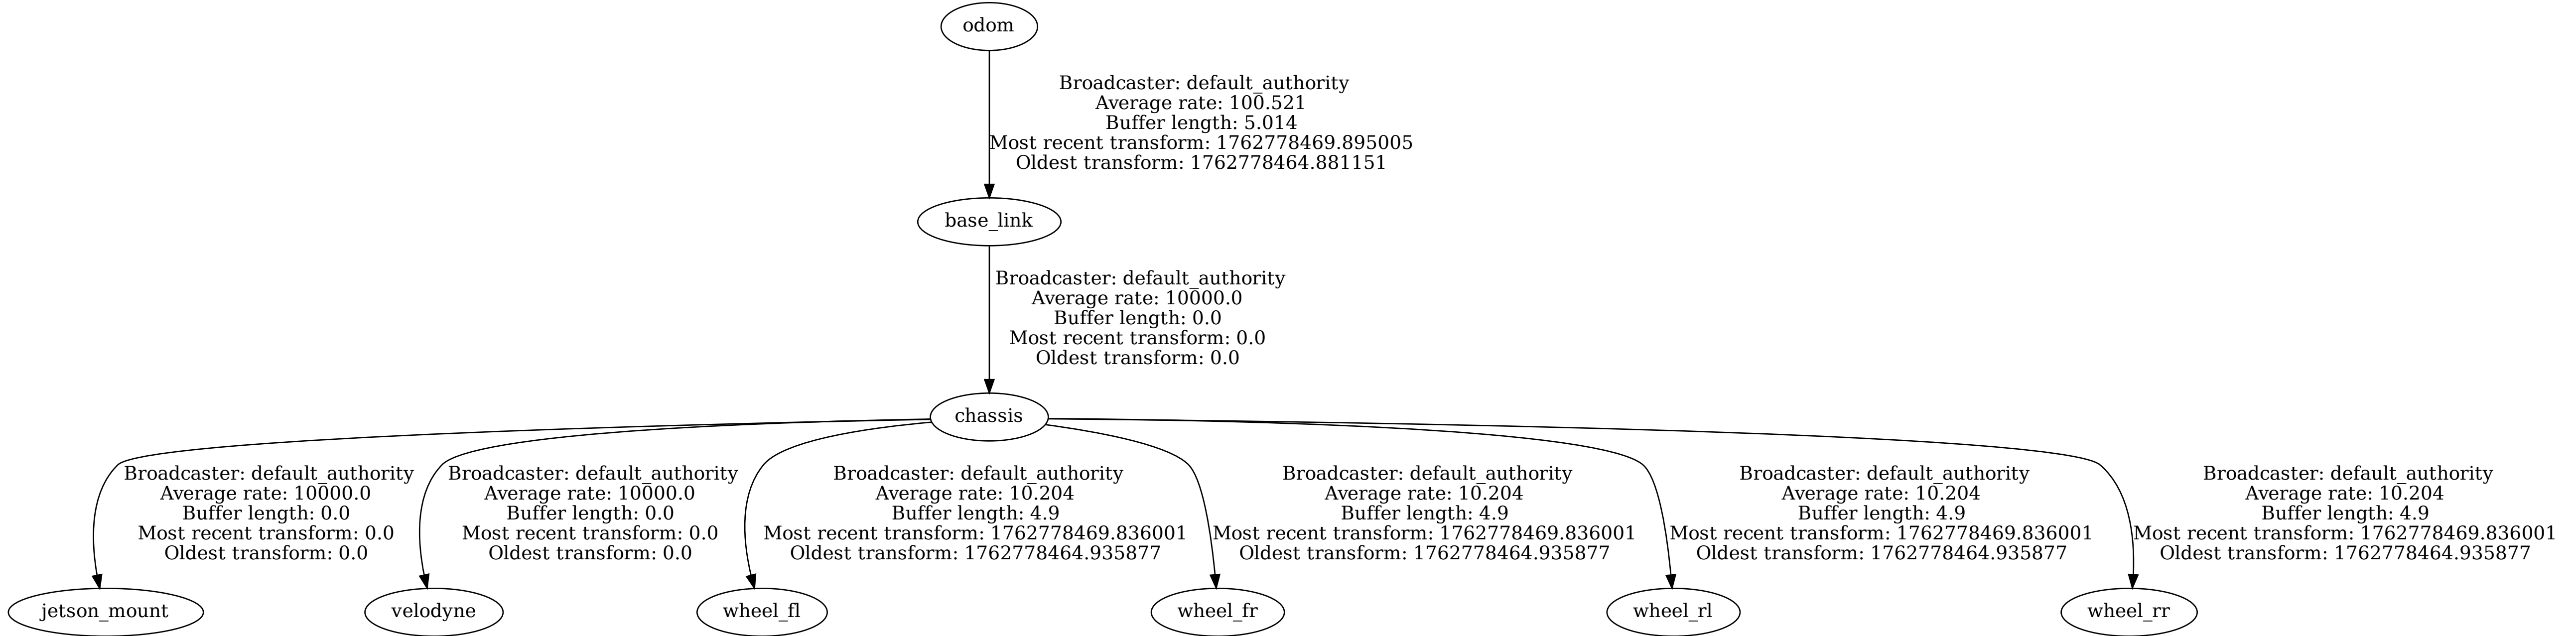 odom
Broadcaster: default_authority
Average rate: 100.521
Buffer length: 5.014
Most recent transform: 1762778469.895005
Oldest transform: 1762778464.881151
base_link
Broadcaster: default_authority
Average rate: 10000.0
Buffer length: 0.0
Most recent transform: 0.0
Oldest transform: 0.0
chassis
Broadcaster: default_authority
Average rate: 10000.0
Buffer length: 0.0
Most recent transform: 0.0
Oldest transform: 0.0
Broadcaster: default_authority
Average rate: 10000.0
Buffer length: 0.0
Most recent transform: 0.0
Oldest transform: 0.0
Broadcaster: default_authority
Average rate: 10.204
Buffer length: 4.9
Most recent transform: 1762778469.836001
Oldest transform: 1762778464.935877
Broadcaster: default_authority
Average rate: 10.204
Buffer length: 4.9
Most recent transform: 1762778469.836001
Oldest transform: 1762778464.935877
Broadcaster: default_authority
Average rate: 10.204
Buffer length: 4.9
Most recent transform: 1762778469.836001
Oldest transform: 1762778464.935877
Broadcaster: default_authority
Average rate: 10.204
Buffer length: 4.9
Most recent transform: 1762778469.836001
Oldest transform: 1762778464.935877
jetson_mount
velodyne
wheel_fl
wheel_fr
wheel_rl
wheel_rr